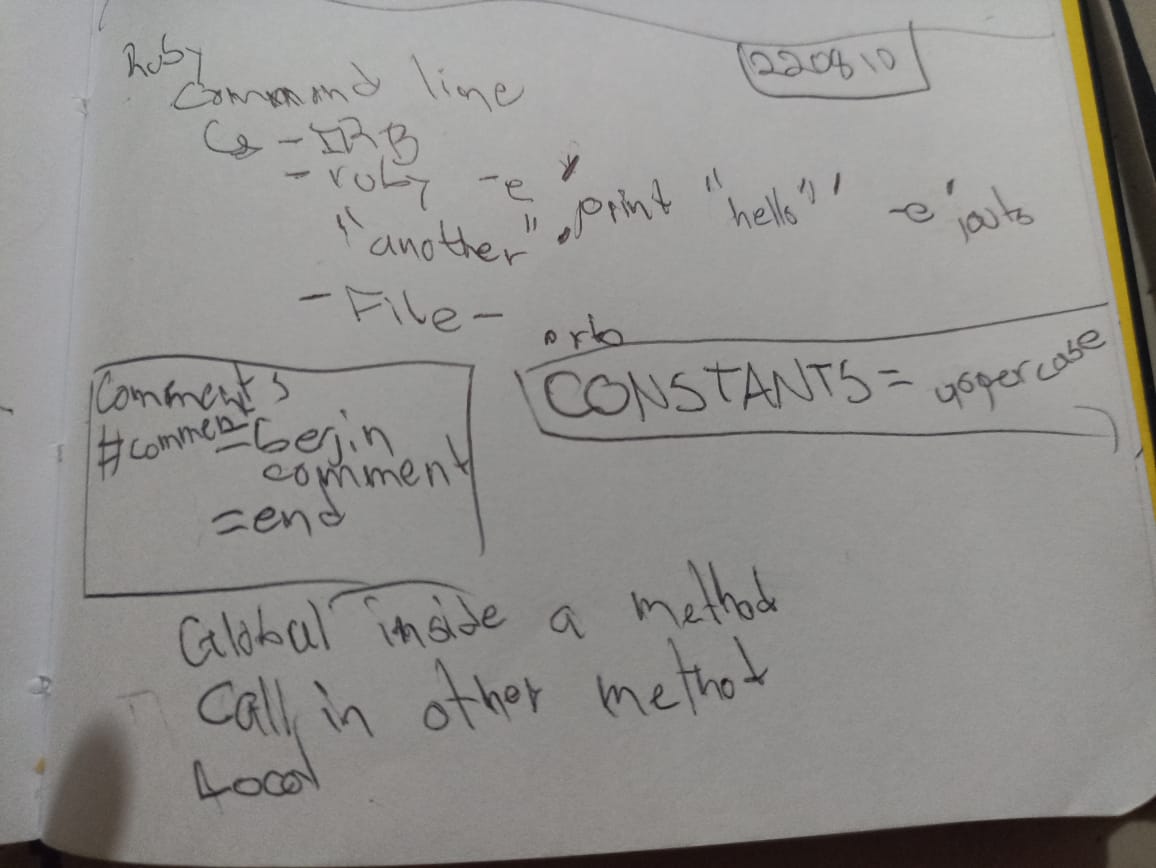 Ruby
220810
Command line
- IRB
- ruby -e ' print "hello"' -e 'puts
"another"'
- File -
.rb
CONSTANTS = uppercase
Comments
#comment =begin
comment
=end
Global inside a method
Call in other method
Local